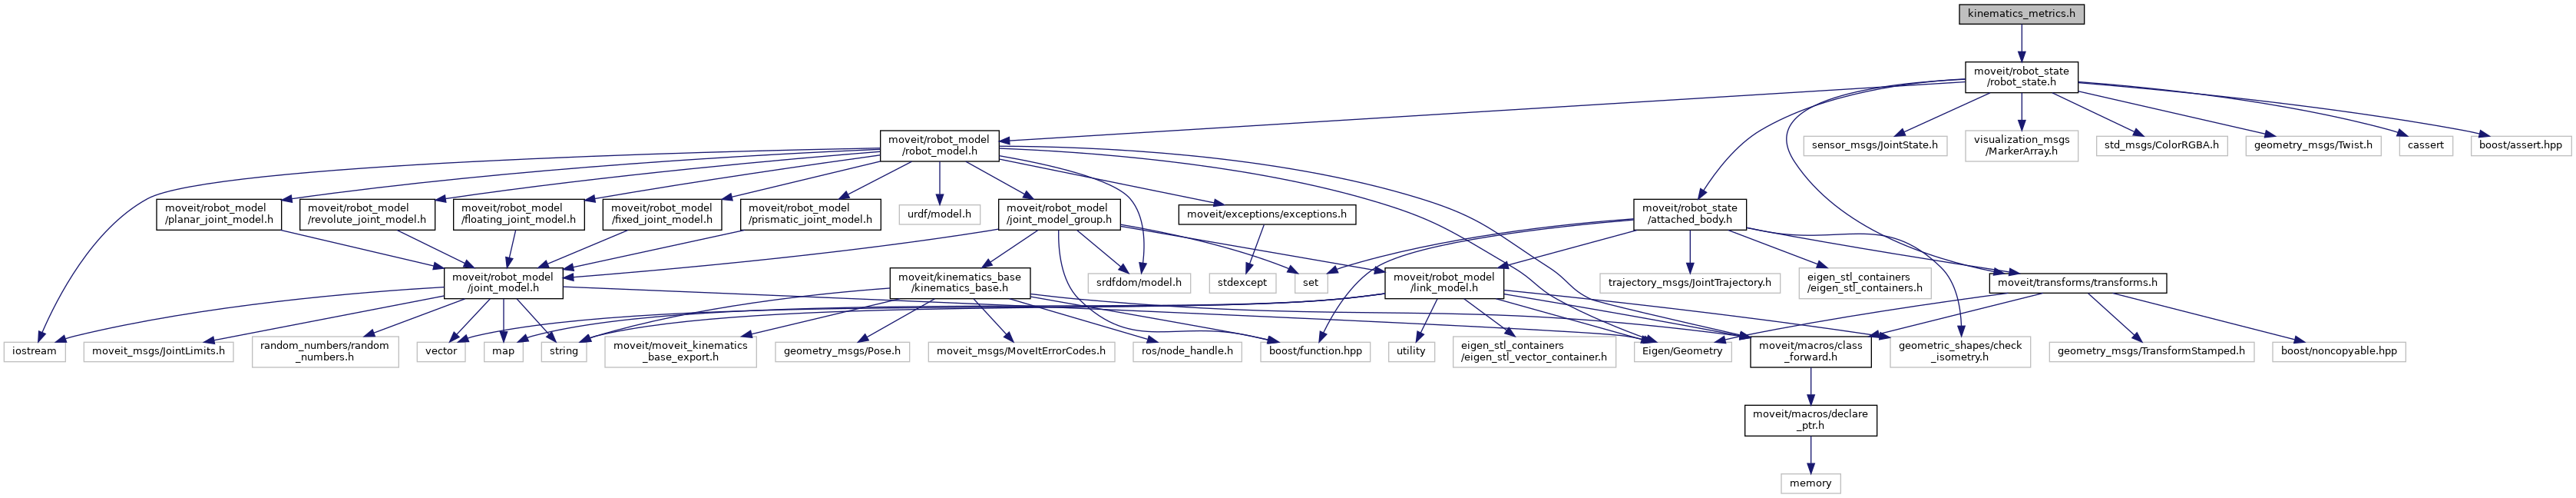 kinematics_metrics.h
moveit/robot_state
/robot_state.h
moveit/robot_model
/robot_model.h
sensor_msgs/JointState.h
visualization_msgs
/MarkerArray.h
std_msgs/ColorRGBA.h
geometry_msgs/Twist.h
cassert
boost/assert.hpp
moveit/robot_model
/planar_joint_model.h
moveit/robot_model
/revolute_joint_model.h
moveit/robot_model
/floating_joint_model.h
moveit/robot_model
/fixed_joint_model.h
moveit/robot_model
/prismatic_joint_model.h
urdf/model.h
moveit/robot_model
/joint_model_group.h
moveit/exceptions/exceptions.h
moveit/robot_state
/attached_body.h
moveit/robot_model
/joint_model.h
moveit/kinematics_base
/kinematics_base.h
srdfdom/model.h
stdexcept
set
moveit/robot_model
/link_model.h
trajectory_msgs/JointTrajectory.h
eigen_stl_containers
/eigen_stl_containers.h
moveit/transforms/transforms.h
iostream
moveit_msgs/JointLimits.h
random_numbers/random
_numbers.h
vector
map
string
moveit/moveit_kinematics
_base_export.h
geometry_msgs/Pose.h
moveit_msgs/MoveItErrorCodes.h
ros/node_handle.h
boost/function.hpp
utility
eigen_stl_containers
/eigen_stl_vector_container.h
Eigen/Geometry
moveit/macros/class
_forward.h
geometric_shapes/check
_isometry.h
geometry_msgs/TransformStamped.h
boost/noncopyable.hpp
moveit/macros/declare
_ptr.h
memory